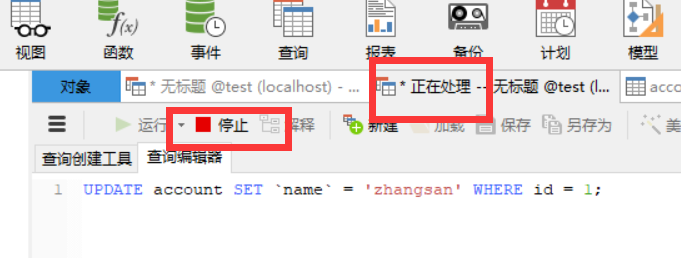 视图 函数 事件 查询 报表 备份 计划 模型
对象 * 无标题 @test (localhost) - ... * 正在处理 -- 无标题 @test (l... acco
运行 停止 解释 新建 加载 保存 另存为 美
查询创建工具 查询编辑器
1 UPDATE account SET `name` = 'zhangsan' WHERE id = 1;